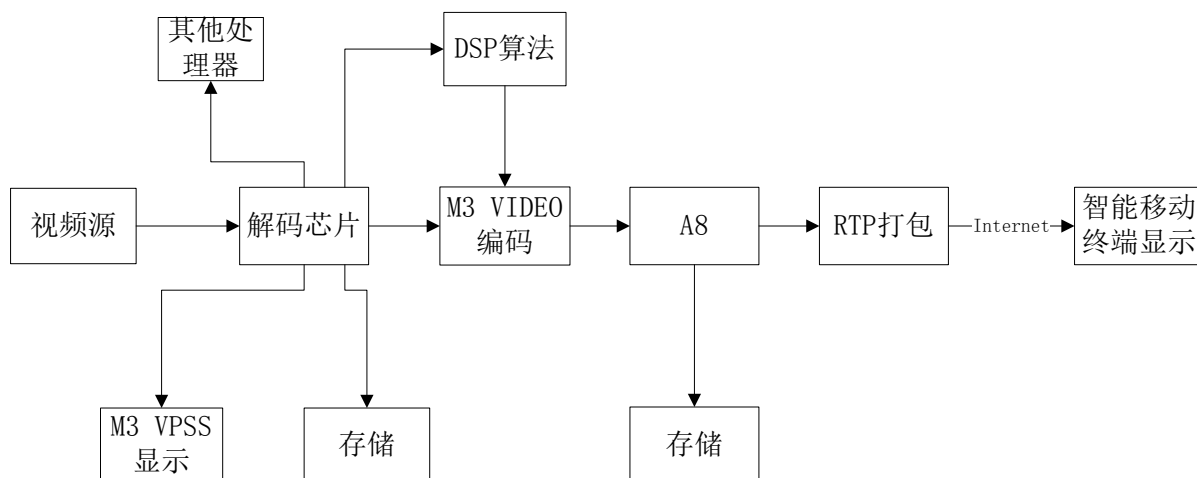 其他处
理器
DSP算法
视频源
解码芯片
M3 VIDEO
编码
A8
RTP打包
Internet
智能移动
终端显示
M3 VPSS
显示
存储
存储